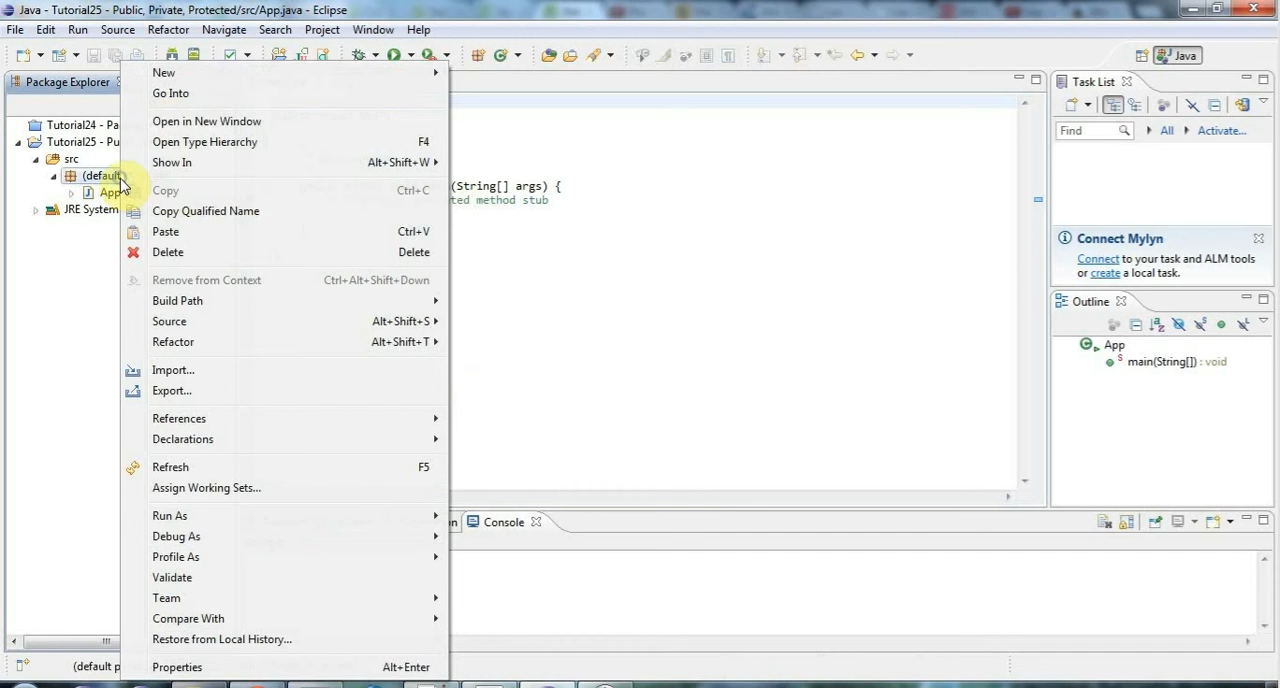 Java - Tutorial25 - Public, Private, Protected/src/App.java - Eclipse
File Edit Run Source Refactor Navigate Search Project Window Help
Java
Package Explorer
Tutorial24 - Pa
Tutorial25 - Pu
src
(default
App
JRE System
New
Go Into
Open in New Window
Open Type Hierarchy F4
Show In Alt+Shift+W
Copy Ctrl+C
Copy Qualified Name
Paste Ctrl+V
Delete Delete
Remove from Context Ctrl+Alt+Shift+Down
Build Path
Source Alt+Shift+S
Refactor Alt+Shift+T
Import...
Export...
References
Declarations
Refresh F5
Assign Working Sets...
Run As
Debug As
Profile As
Validate
Team
Compare With
Restore from Local History...
Properties Alt+Enter
(String[] args) {
ted method stub
Task List
Find All Activate...
Connect Mylyn
Connect to your task and ALM tools
or create a local task.
Outline
App
main(String[]) : void
on Console
(default p